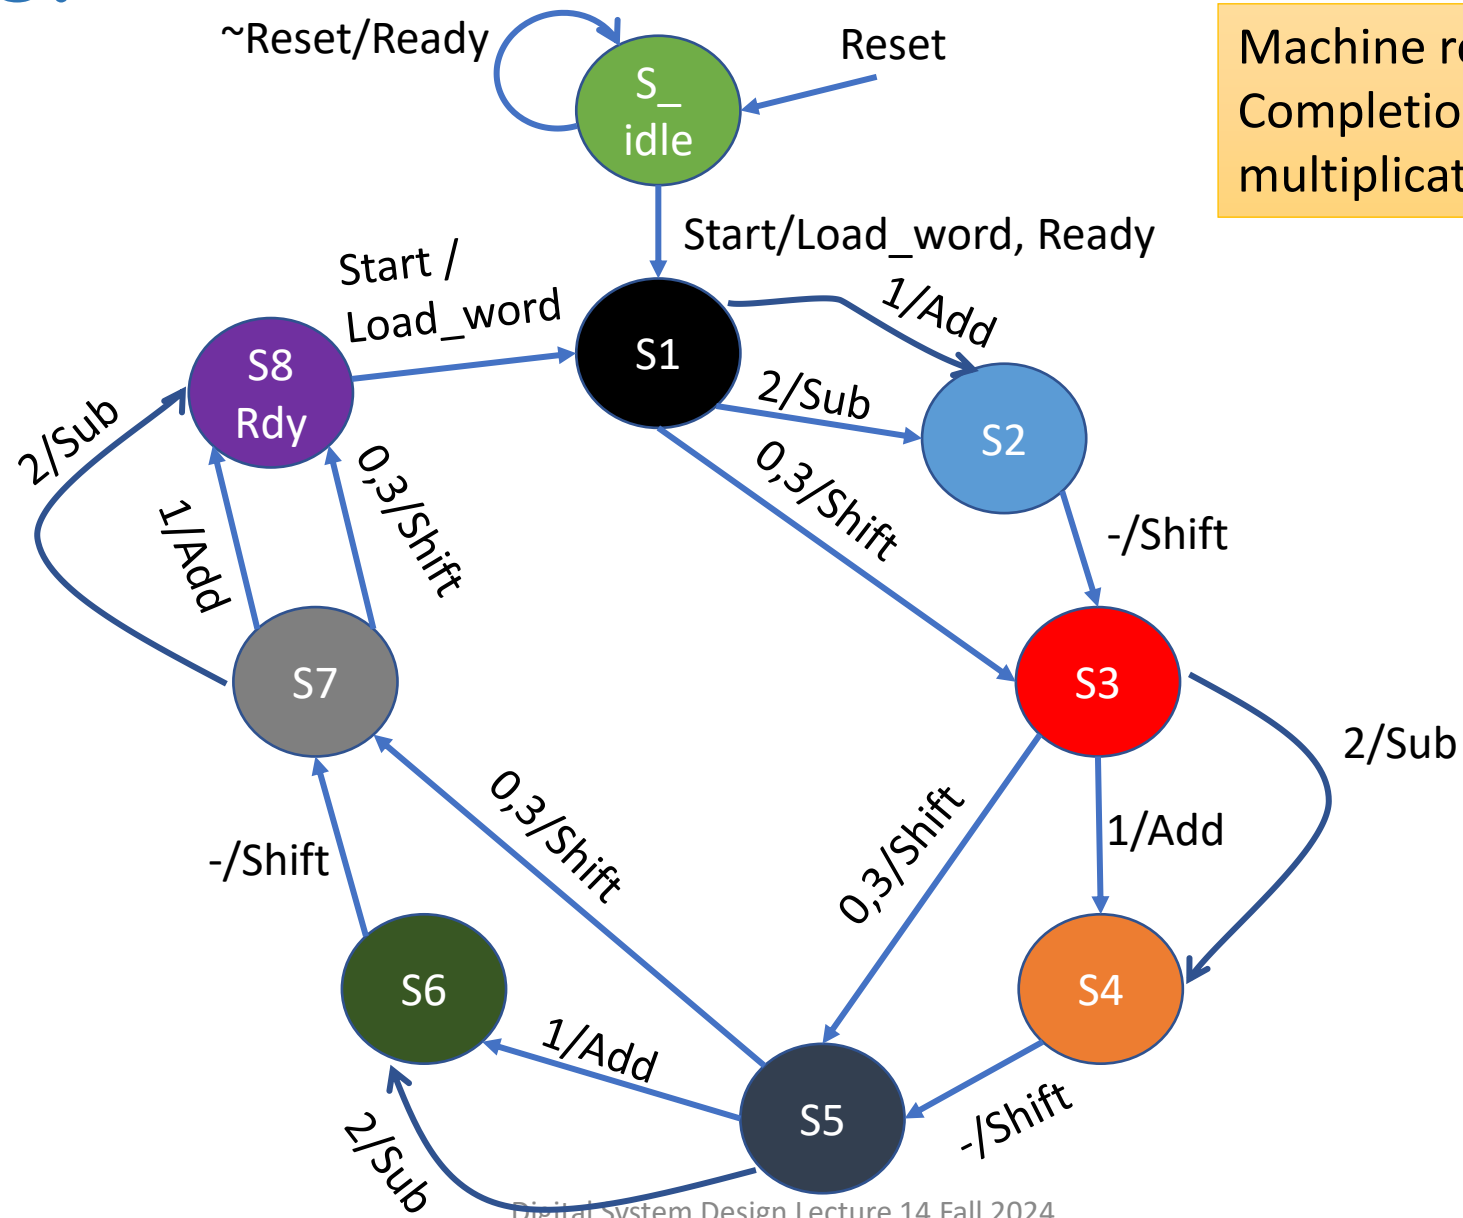 ~Reset/Ready
Reset
S_
idle
Machine
Completio
multiplicat
Start/Load_word, Ready
Start /
Load_word
1/Add
S1
S8
Rdy
2/Sub
S2
2/Sub
0,3/Shift
0,3/Shift
1/Add
-/Shift
S7
S3
2/Sub
0,3/Shift
0,3/Shift
1/Add
-/Shift
S6
S4
1/Add
S5
-/Shift
2/Sub
Digital System Design Lecture 14 Fall 2024